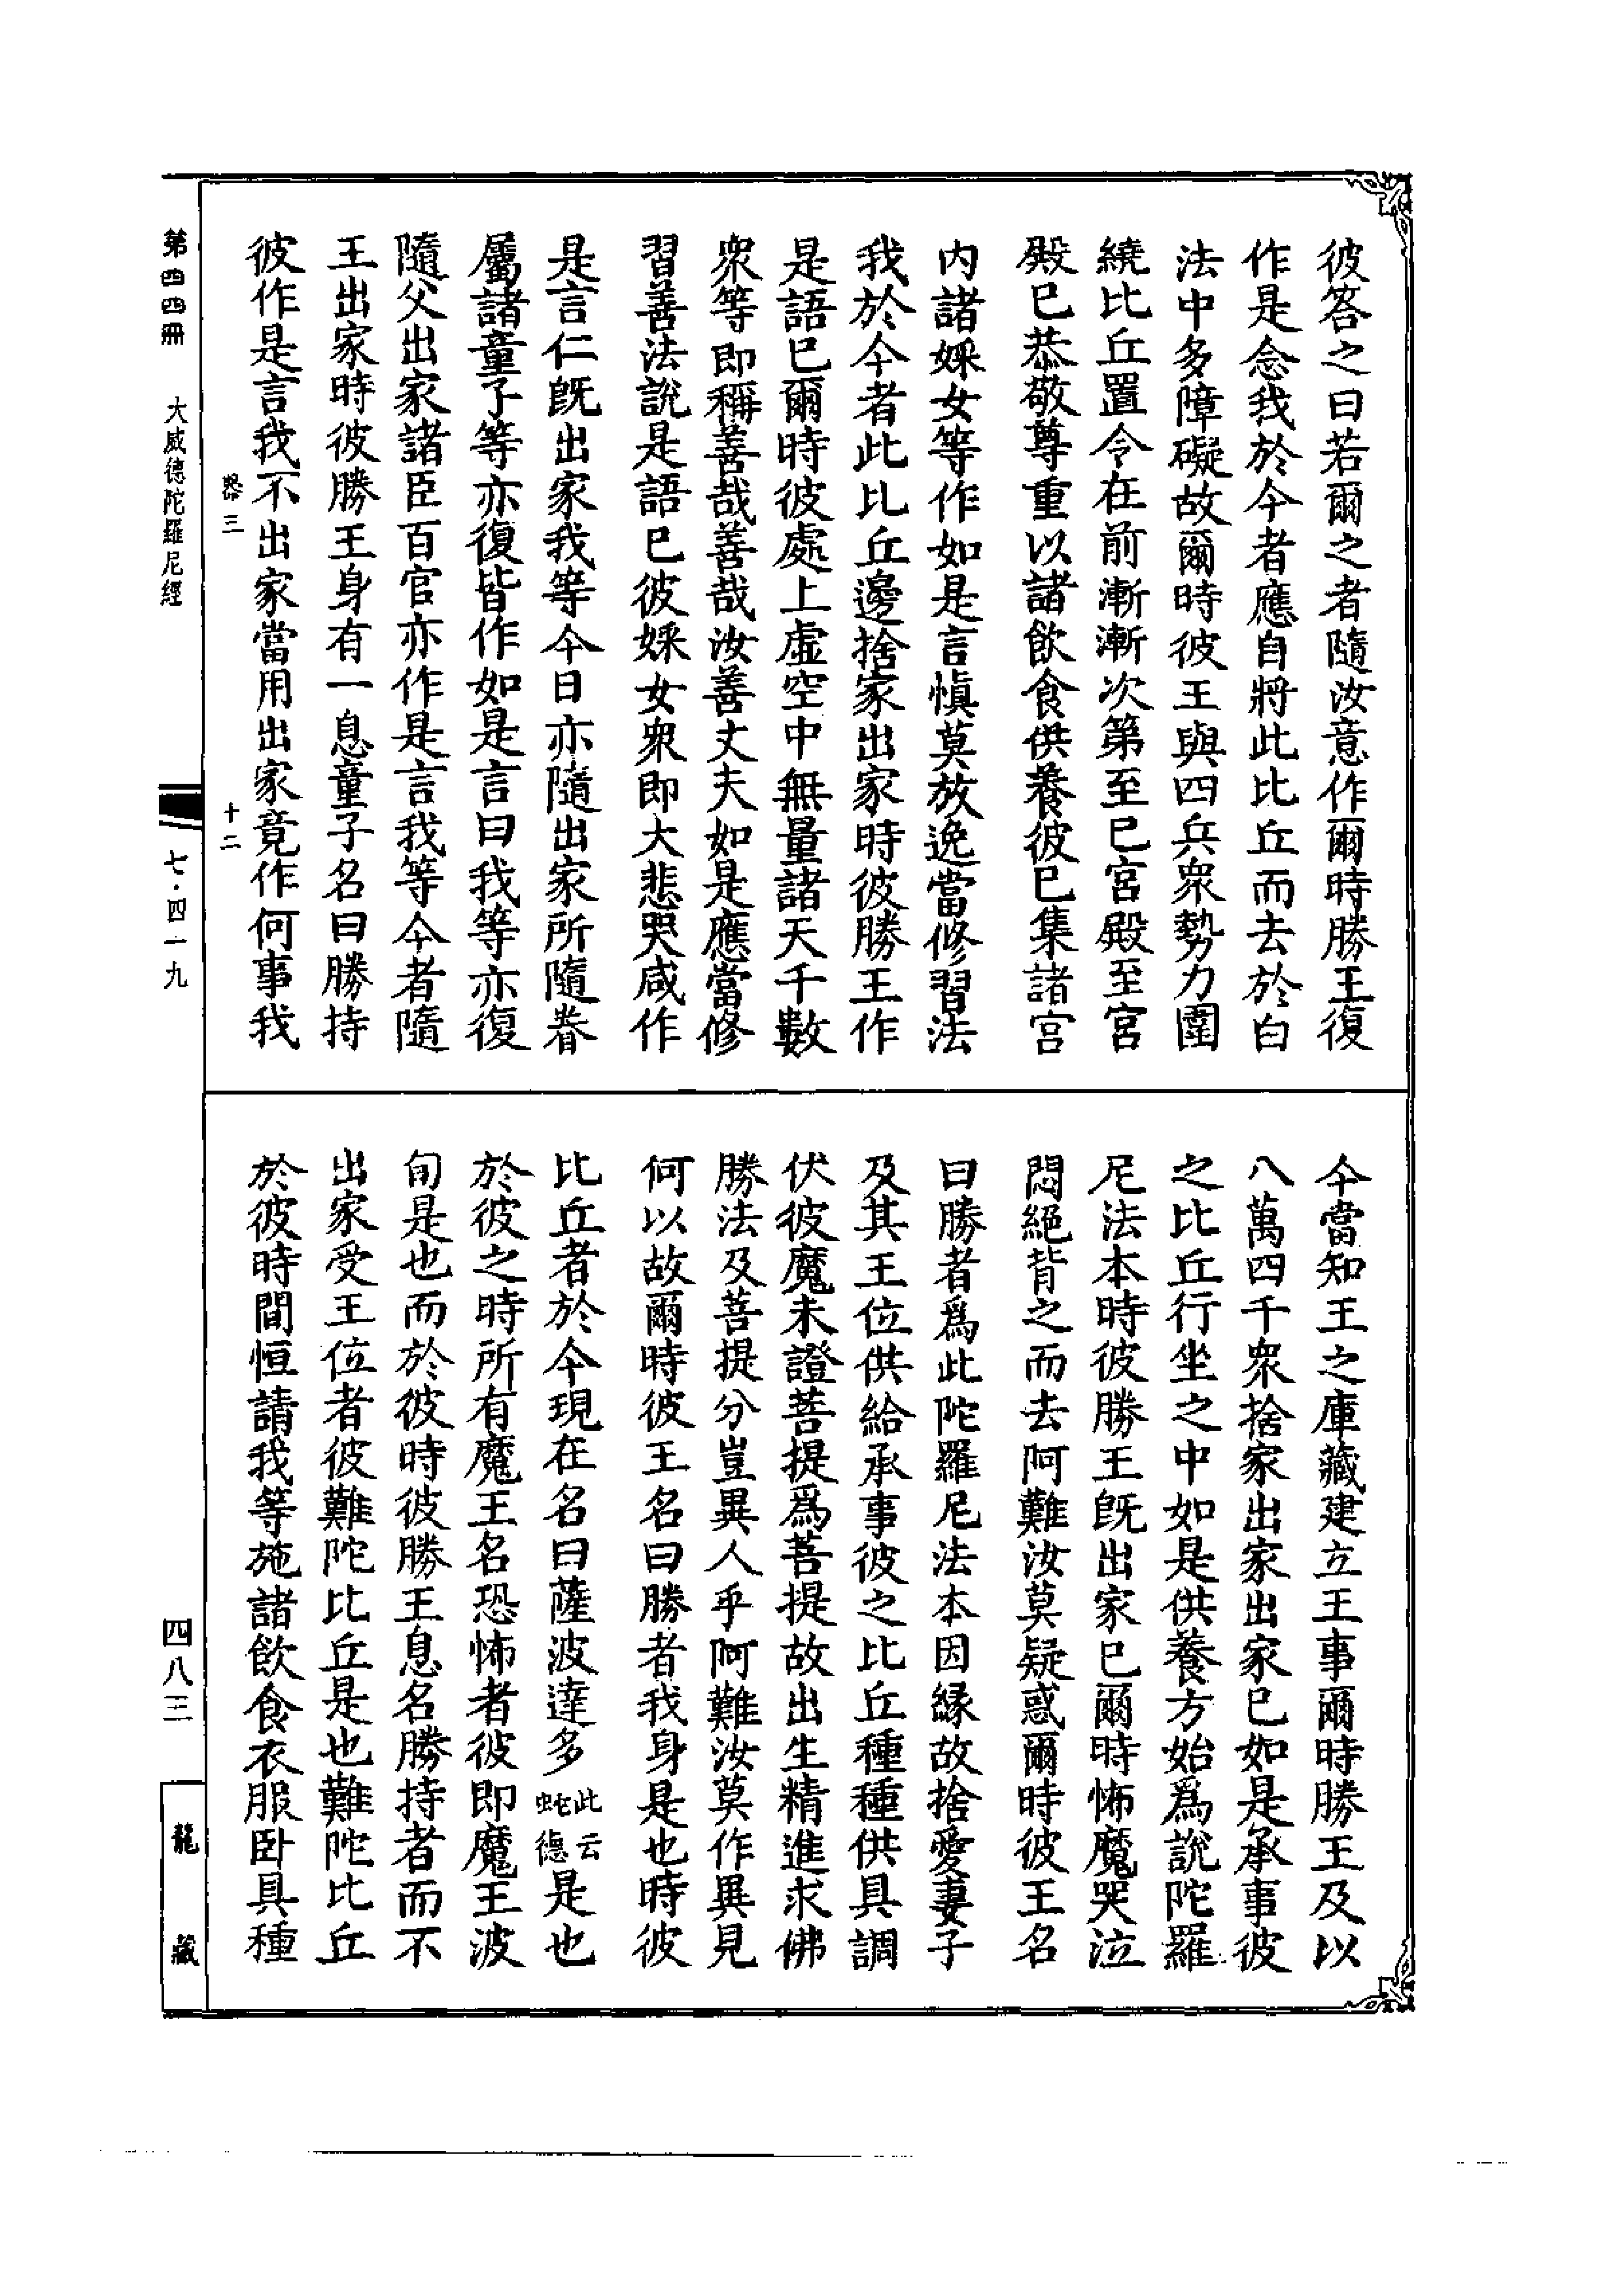 彼答之曰若爾之者隨汝意作爾時勝王復
作是念我於今者應自將此比丘而去於白
法中多障礙故爾時彼王與四兵衆勢力圍
繞比丘置令在前漸漸次第至巳宮殿至宮
殿巳恭敬尊重以諸飲食供養彼巳集諸宮
內諸婇女等作如是言愼莫放逸當修習法
我於今者此比丘邊捨家出家時彼勝王作
是語巳爾時彼處上虛空中無量諸天千數
衆等即稱善哉善哉汝善丈夫如是應當修
習善法說是語巳彼婇女衆即大悲哭咸作
是言仁旣出家我等今日亦隨出家所隨眷
屬諸童子等亦復皆作如是言曰我等亦復
隨父出家諸臣百官亦作是言我等今者隨
王出家時彼勝王身有一息童子名曰勝持
彼作是言我不出家當用出家竟作何事我
今當知王之庫藏建立王事爾時勝王及以
八萬四千衆捨家出家出家巳如是承事彼
之比丘行坐之中如是供養方始爲說陀羅
尼法本時彼勝王旣出家巳爾時怖魔哭泣
悶絕背之而去阿難汝莫疑惑爾時彼王名
曰勝者爲此陀羅尼法本因緣故捨愛妻子
及其王位供給承事彼之比丘種種供具調
伏彼魔未證菩提爲菩提故出生精進求佛
勝法及菩提分豈異人乎阿難汝莫作異見
何以故爾時彼王名曰勝者我身是也時彼
比丘者於今現在名曰薩波達多此云虵德是也
於彼之時所有魔王名恐怖者彼即魔王波
旬是也而於彼時彼勝王息名勝持者而不
出家受王位者彼難陀比丘是也難陀比丘
於彼時間恒請我等施諸飲食衣服卧具種
第四四冊
大威德陀羅尼經
三
十二
七·四一九
四八三
龍藏